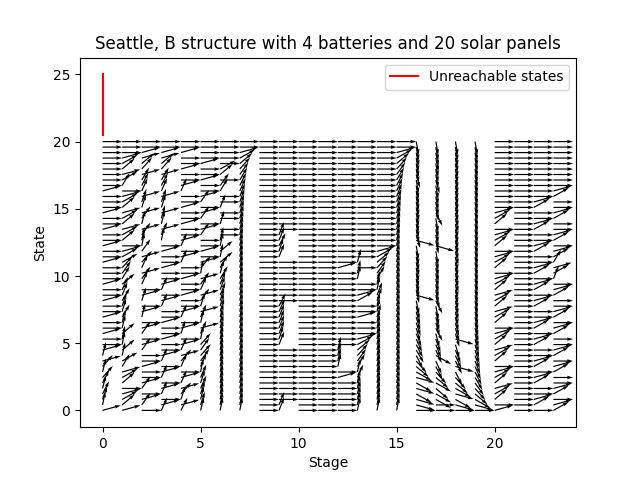 Seattle, B structure with 4 batteries and 20 solar panels
Unreachable states
25
20
15
10
5
0
State
0 5 10 15 20
Stage